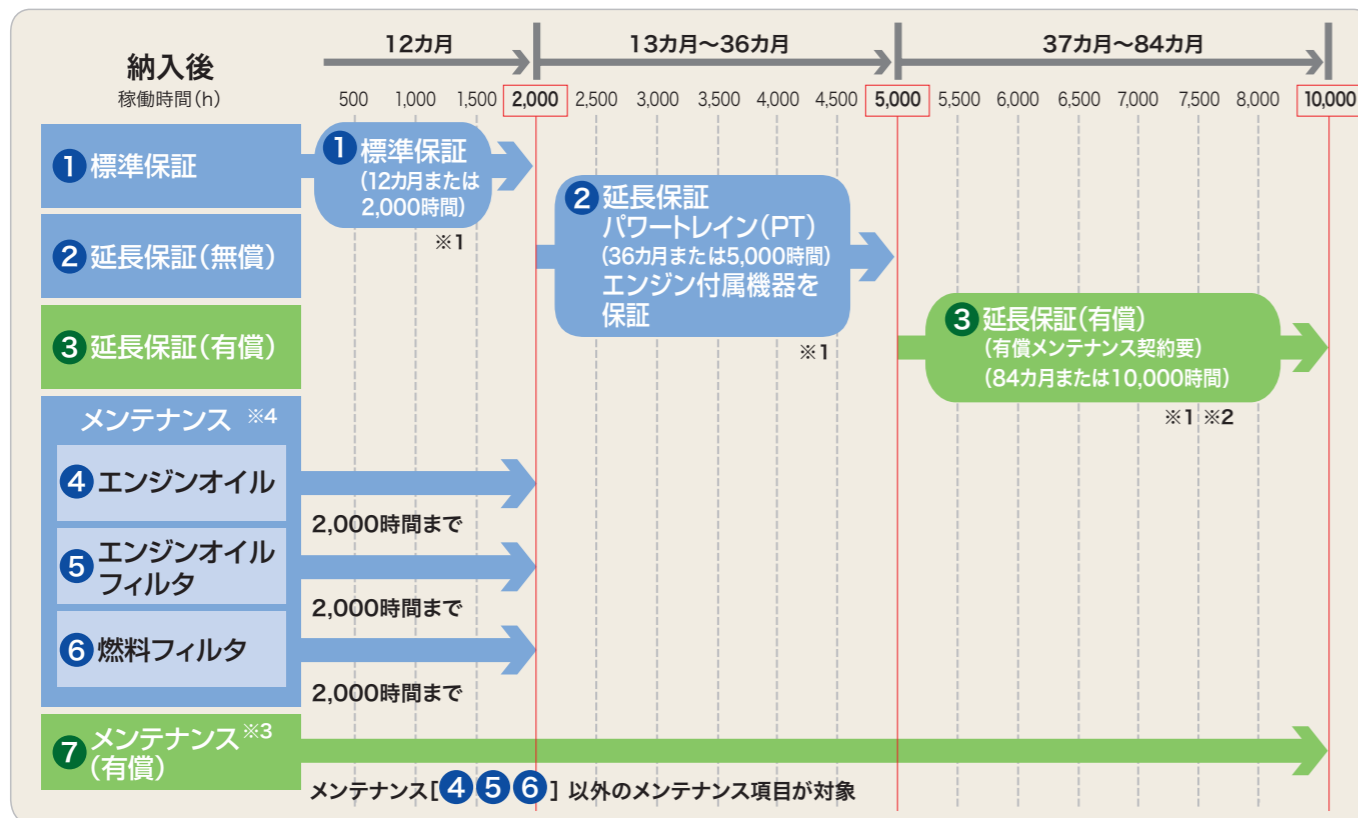 納入後
稼働時間(h)
12カ月
13カ月～36カ月
37カ月～84カ月
500 1,000 1,500 2,000 2,500 3,000 3,500 4,000 4,500 5,000 5,500 6,000 6,500 7,000 7,500 8,000 10,000
1 標準保証
1 標準保証
(12カ月または
2,000時間)
※1
2 延長保証(無償)
2 延長保証
パワートレイン(PT)
(36カ月または5,000時間)
エンジン付属機器を
保証
※1
3 延長保証(有償)
3 延長保証(有償)
(有償メンテナンス契約要)
(84カ月または10,000時間)
※1 ※2
メンテナンス ※4
4 エンジンオイル
2,000時間まで
5 エンジンオイル
フィルタ
2,000時間まで
6 燃料フィルタ
2,000時間まで
7 メンテナンス※3
(有償)
メンテナンス[4 5 6] 以外のメンテナンス項目が対象